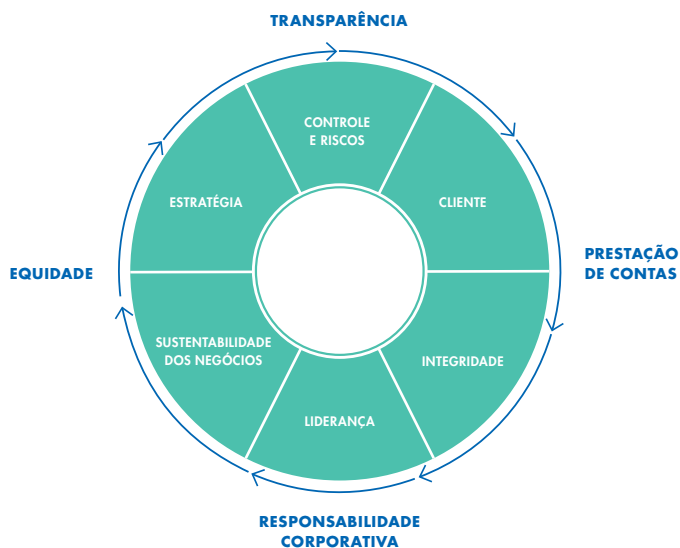 TRANSPARÊNCIA
CONTROLE
E RISCOS
ESTRATÉGIA
CLIENTE
EQUIDADE
PRESTAÇÃO
DE CONTAS
SUSTENTABILIDADE
DOS NEGÓCIOS
INTEGRIDADE
LIDERANÇA
RESPONSABILIDADE
CORPORATIVA